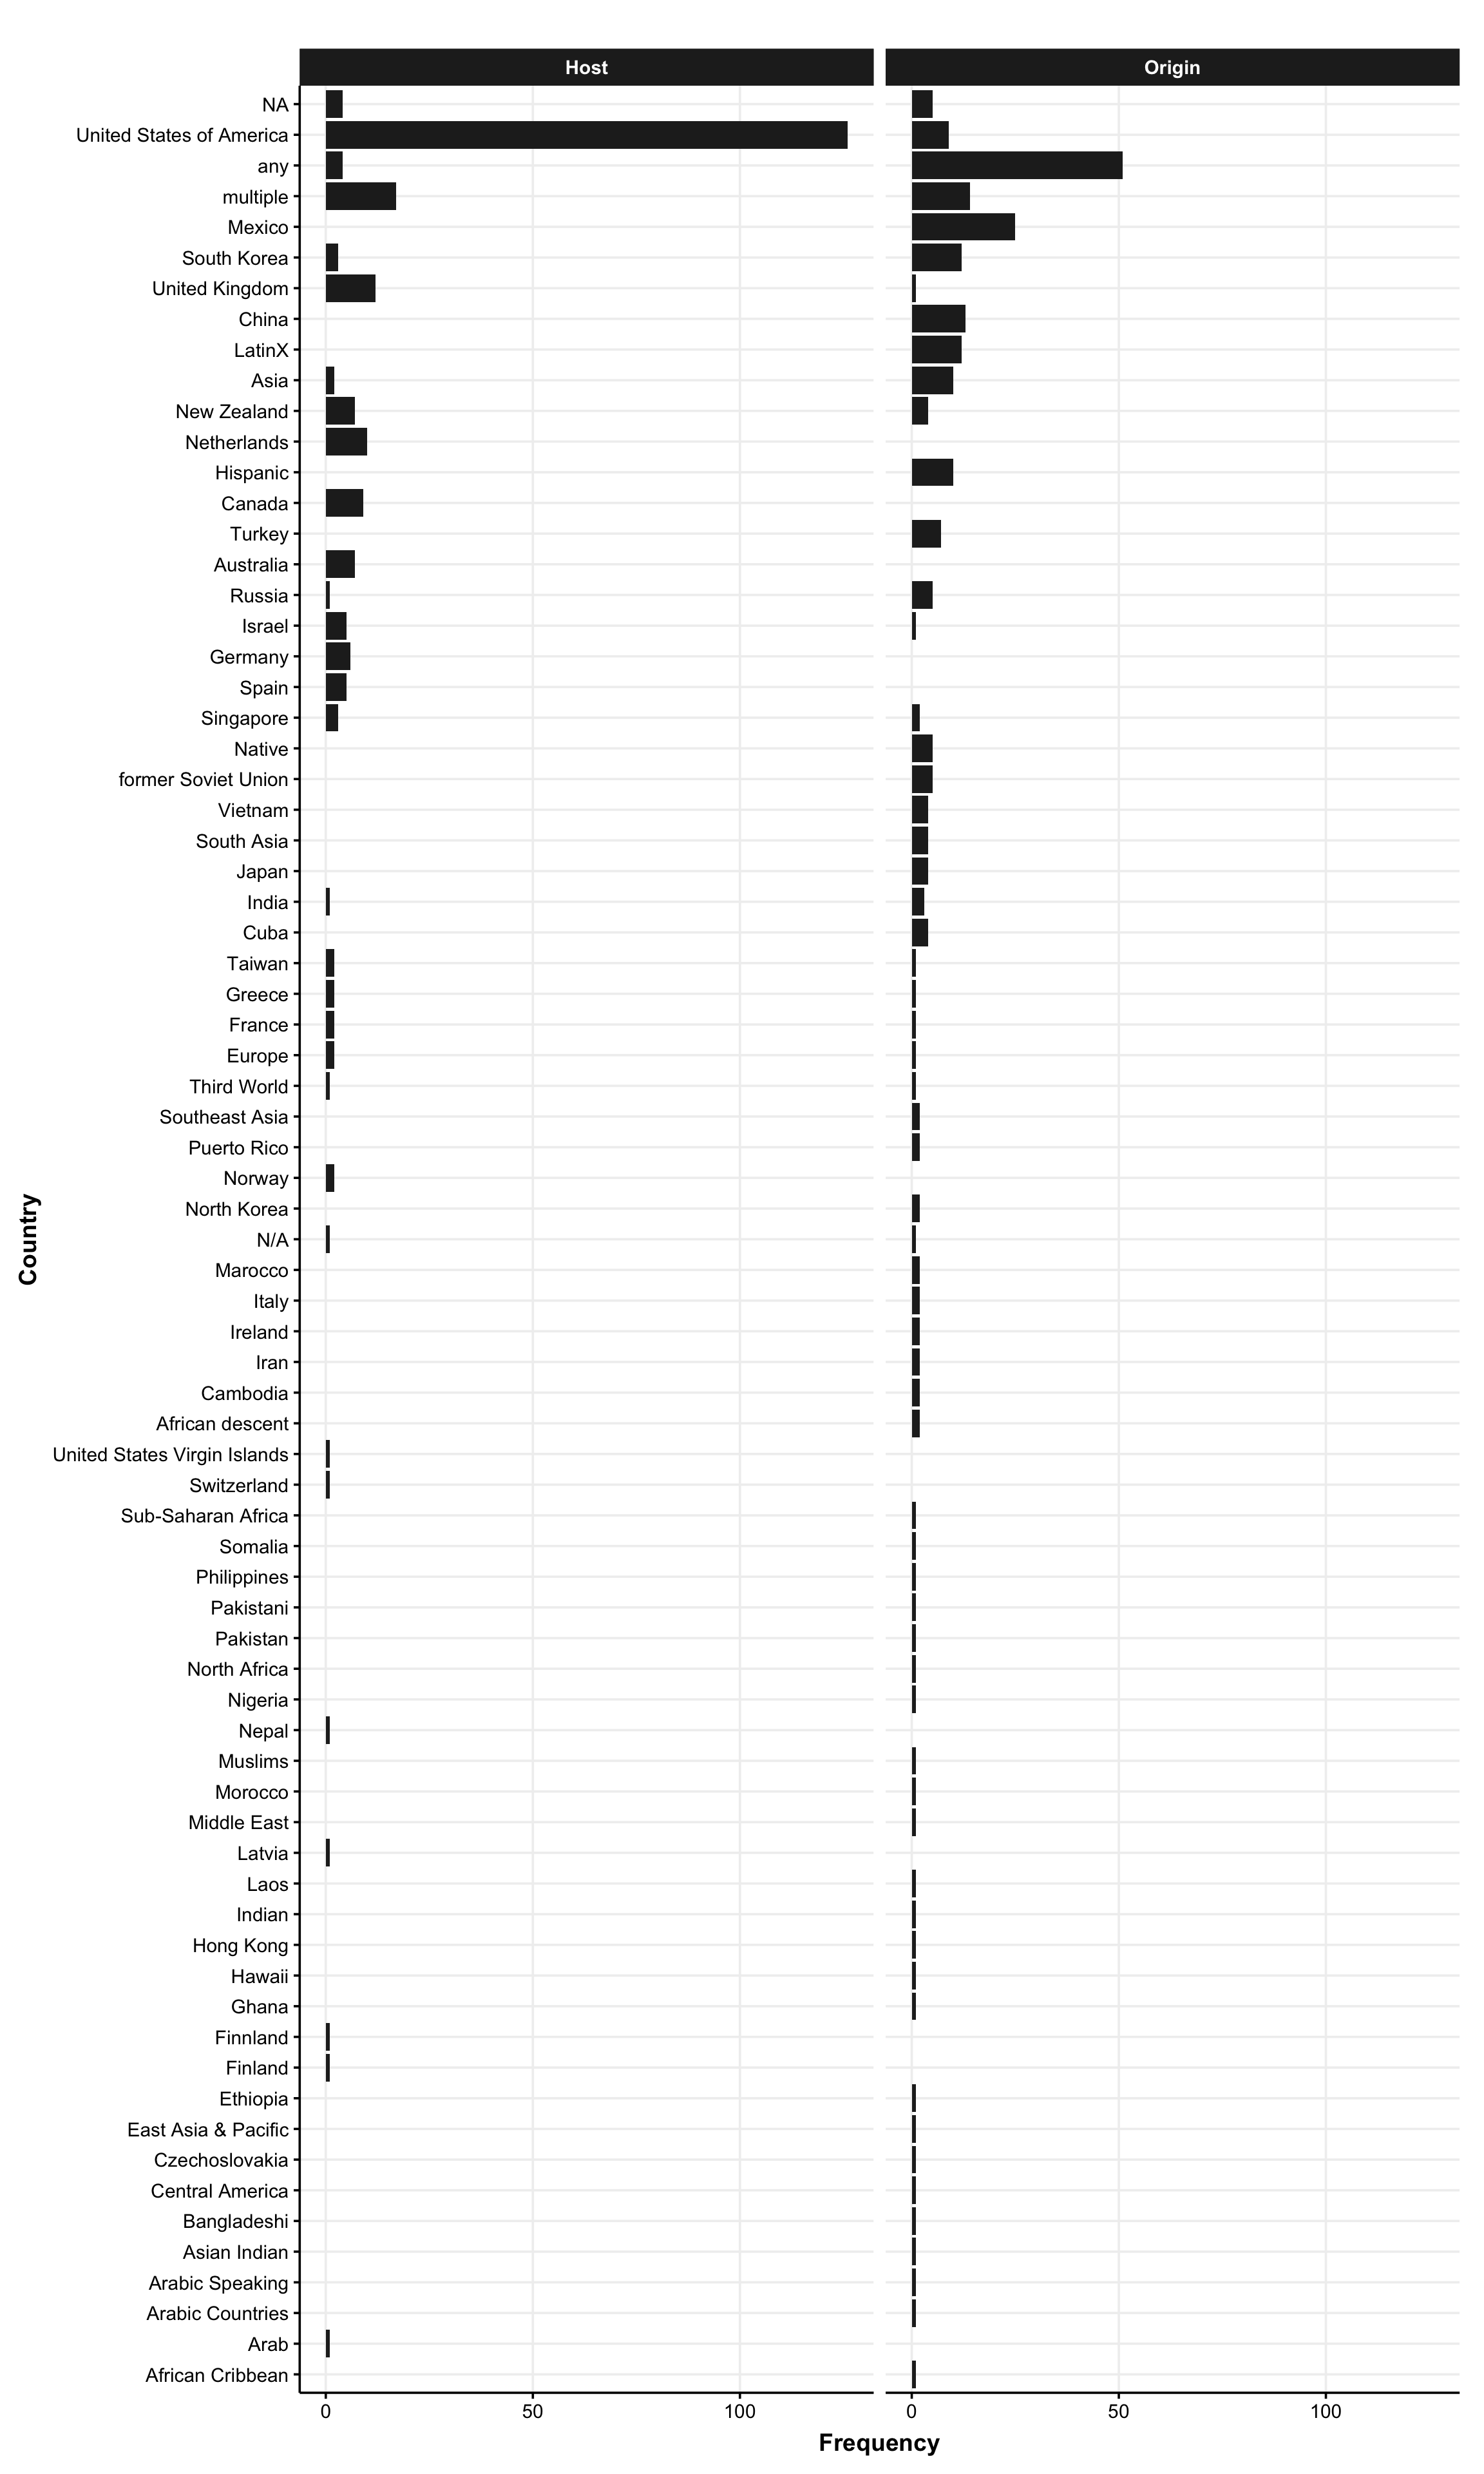 Host
Origin
NA
United States of America
any
multiple
Mexico
South Korea
United Kingdom
China
LatinX
Asia
New Zealand
Netherlands
Hispanic
Canada
Turkey
Australia
Russia
Israel
Germany
Spain
Singapore
Native
former Soviet Union
Vietnam
South Asia
Japan
India
Cuba
Taiwan
Greece
France
Europe
Third World
Southeast Asia
Puerto Rico
Norway
North Korea
N/A
Marocco
Italy
Ireland
Iran
Cambodia
African descent
United States Virgin Islands
Switzerland
Sub-Saharan Africa
Somalia
Philippines
Pakistani
Pakistan
North Africa
Nigeria
Nepal
Muslims
Morocco
Middle East
Latvia
Laos
Indian
Hong Kong
Hawaii
Ghana
Finnland
Finland
Ethiopia
East Asia & Pacific
Czechoslovakia
Central America
Bangladeshi
Asian Indian
Arabic Speaking
Arabic Countries
Arab
African Cribbean
Country
0 50 100
0 50 100
Frequency